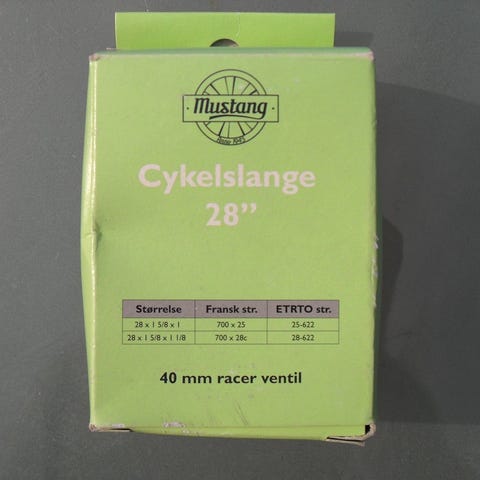 Mustang
Cykelslange
28"
Størrelse Fransk str. ETRTO str.
28 x 1 5/8 x 1 700 x 25 25-622
28 x 1 5/8 x 1 1/8 700 x 28c 28-622
40 mm racer ventil